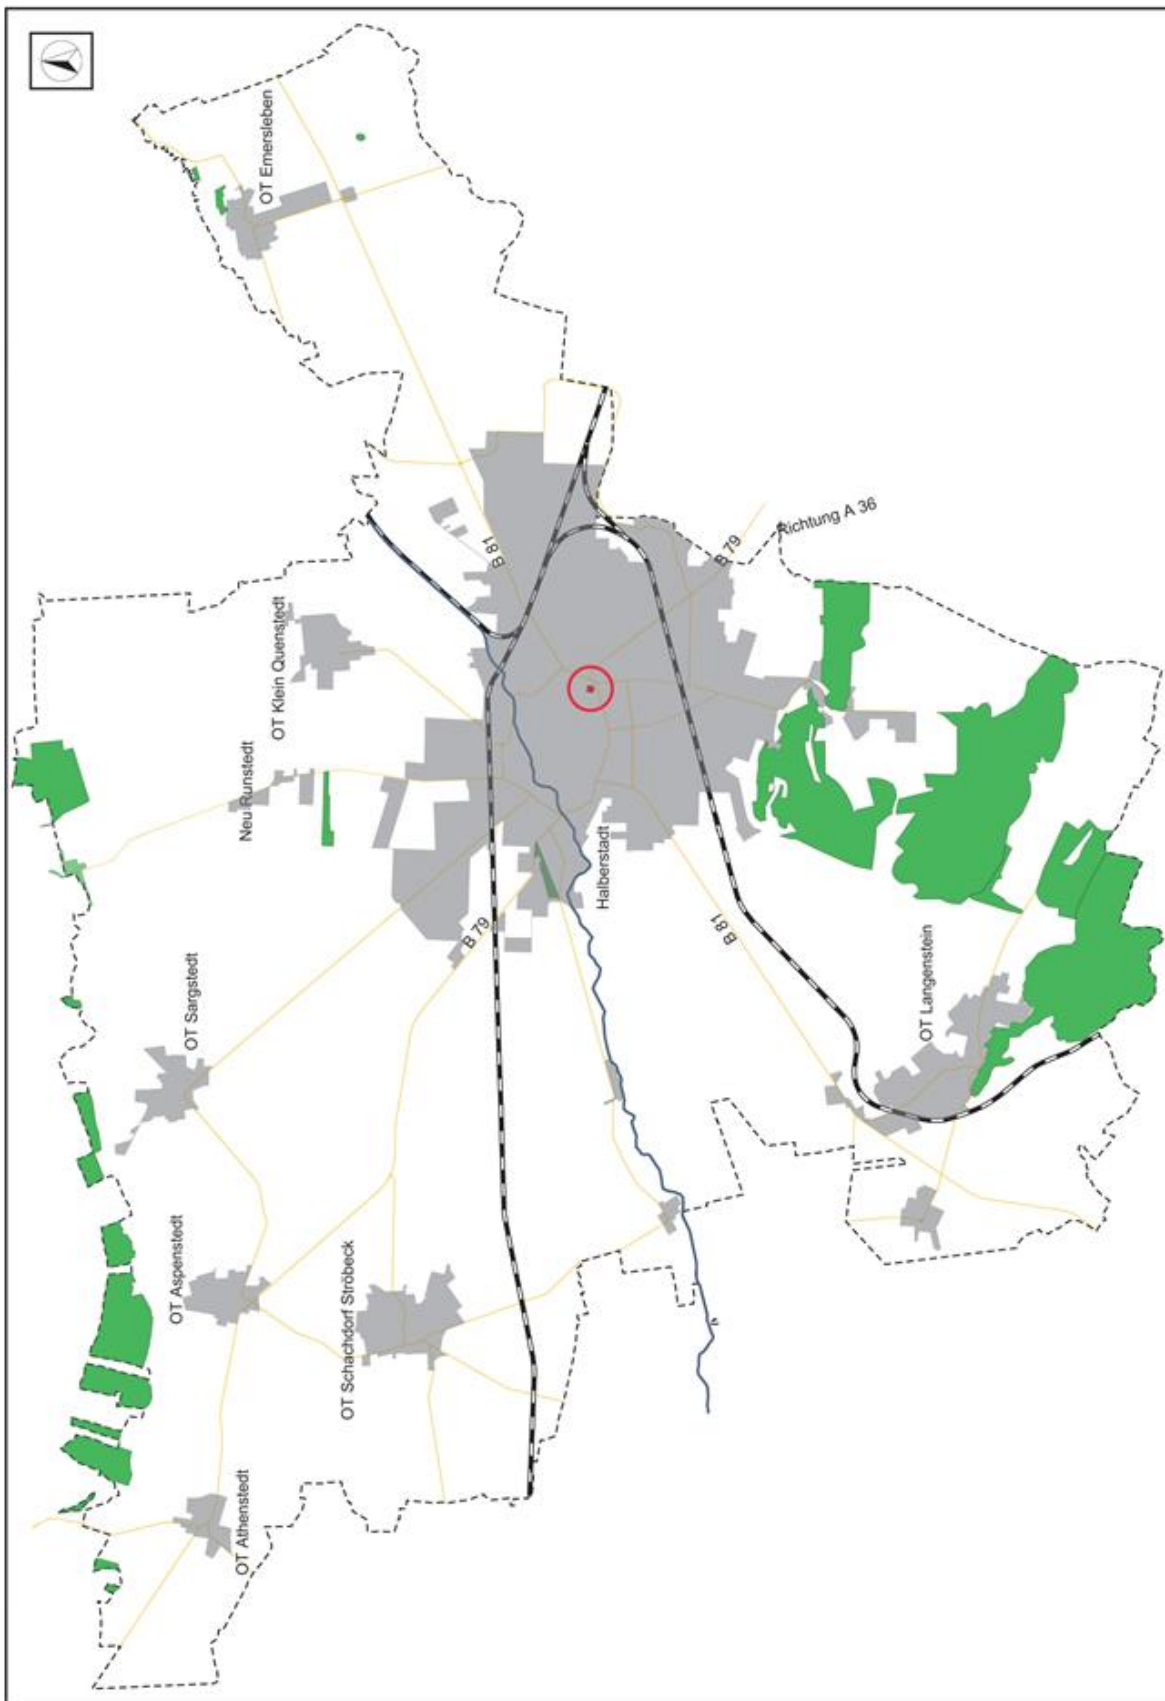 OT Emersleben
B 81
Richtung A 36
B 79
OT Klein Quenstedt
Neu Runstedt
Halberstadt
B 79
B 81
OT Sargstedt
OT Langenstein
OT Aspenstedt
OT Schachdorf Ströbeck
OT Athenstedt